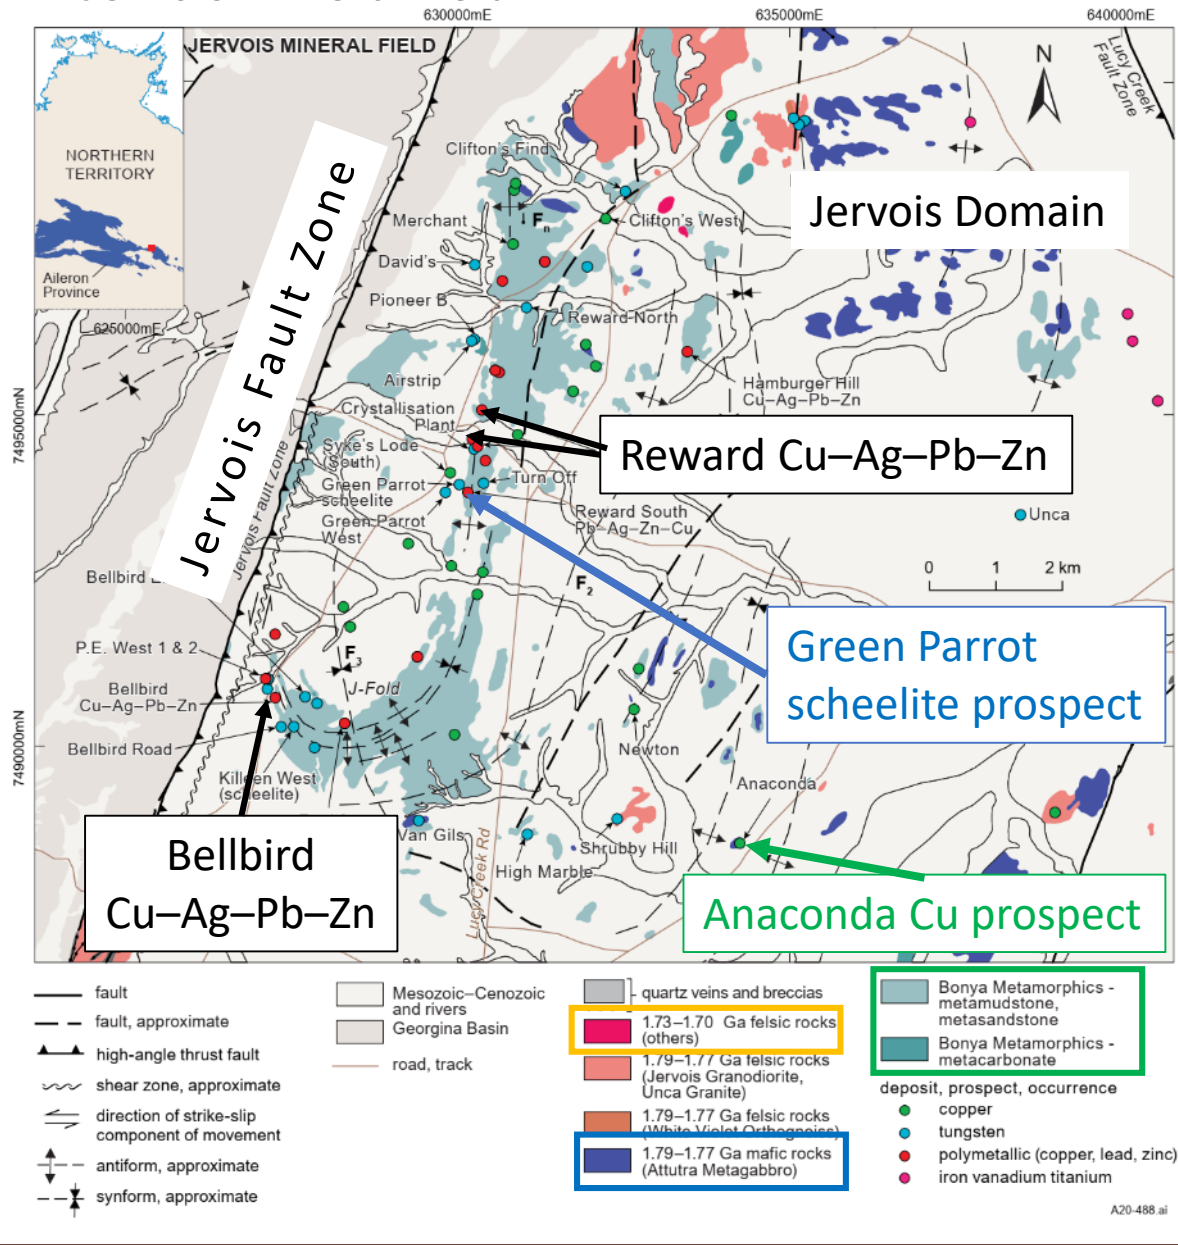 630000mE
635000mE
640000mE
JERVOIS MINERAL FIELD
Lucy Creek
Fault Zone
N
NORTHERN
TERRITORY
Aileron
Province
625000mE
Jervois Fault Zone
Jervois Domain
Clifton's Find
Merchant
Fn
Clifton's West
David's
Pioneer B
Reward North
Airstrip
Hamburger Hill
Cu–Ag–Pb–Zn
Crystallisation
Plant
7495000mN
Reward Cu–Ag–Pb–Zn
Syke's Lode
(South)
Turn Off
Green Parrot
scheelite
Reward South
Pb–Ag–Zn–Cu
Green Parrot
West
Unca
Jervois Fault Zone
0 1 2 km
Bellbird
F2
Green Parrot
scheelite prospect
P.E. West 1 & 2
F3
J-Fold
Bellbird
Cu–Ag–Pb–Zn
Bellbird Road
7490000mN
Newton
Killeen West
(scheelite)
Anaconda
Van Gils
Shrubby Hill
High Marble
Lucy Creek Rd
Bellbird
Cu–Ag–Pb–Zn
Anaconda Cu prospect
fault
fault, approximate
high-angle thrust fault
shear zone, approximate
direction of strike-slip
component of movement
antiform, approximate
synform, approximate
Mesozoic–Cenozoic
and rivers
Georgina Basin
road, track
quartz veins and breccias
1.73–1.70 Ga felsic rocks
(others)
1.79–1.77 Ga felsic rocks
(Jervois Granodiorite,
Unca Granite)
1.79–1.77 Ga felsic rocks
(White Violet Orthogneiss)
1.79–1.77 Ga mafic rocks
(Attutra Metagabbro)
Bonya Metamorphics -
metamudstone,
metasandstone
Bonya Metamorphics -
metacarbonate
deposit, prospect, occurrence
copper
tungsten
polymetallic (copper, lead, zinc)
iron vanadium titanium
A20-488.ai